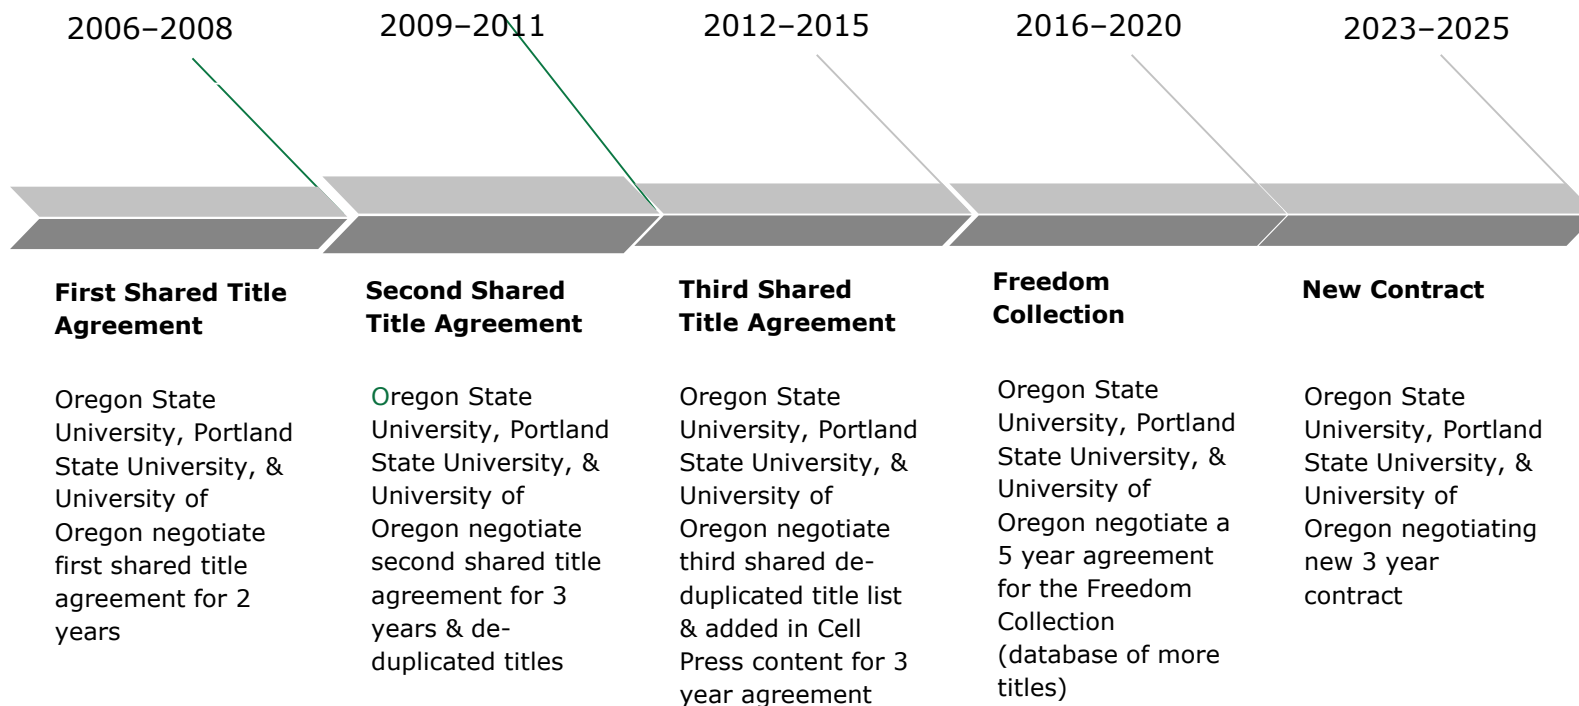 2006–2008
2009–2011
2012–2015
2016–2020
2023–2025
First Shared Title
Agreement
Oregon State
University, Portland
State University, &
University of
Oregon negotiate
first shared title
agreement for 2
years
Second Shared
Title Agreement
Oregon State
University, Portland
State University, &
University of
Oregon negotiate
second shared title
agreement for 3
years & de-
duplicated titles
Third Shared
Title Agreement
Oregon State
University, Portland
State University, &
University of
Oregon negotiate
third shared de-
duplicated title list
& added in Cell
Press content for 3
year agreement
Freedom
Collection
Oregon State
University, Portland
State University, &
University of
Oregon negotiate a
5 year agreement
for the Freedom
Collection
(database of more
titles)
New Contract
Oregon State
University, Portland
State University, &
University of
Oregon negotiating
new 3 year
contract